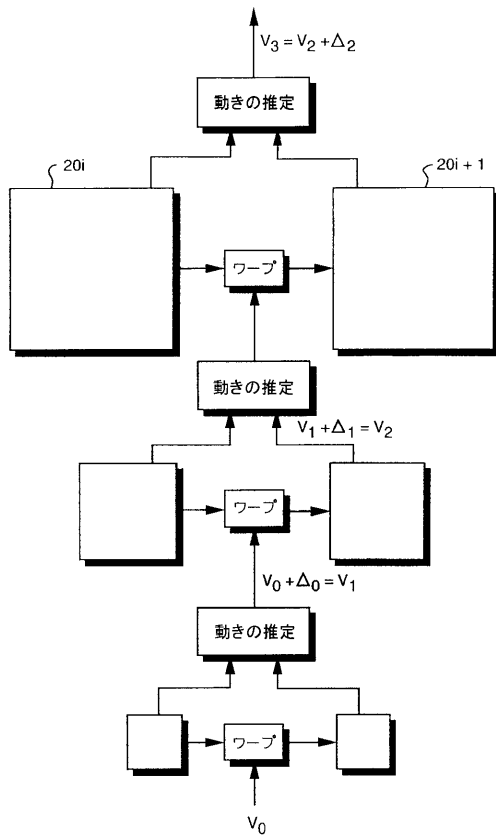 V₃ = V₂ + Δ₂
動きの推定
20i
20i + 1
ワープ
動きの推定
V₁ + Δ₁ = V₂
ワープ
V₀ + Δ₀ = V₁
動きの推定
ワープ
V₀